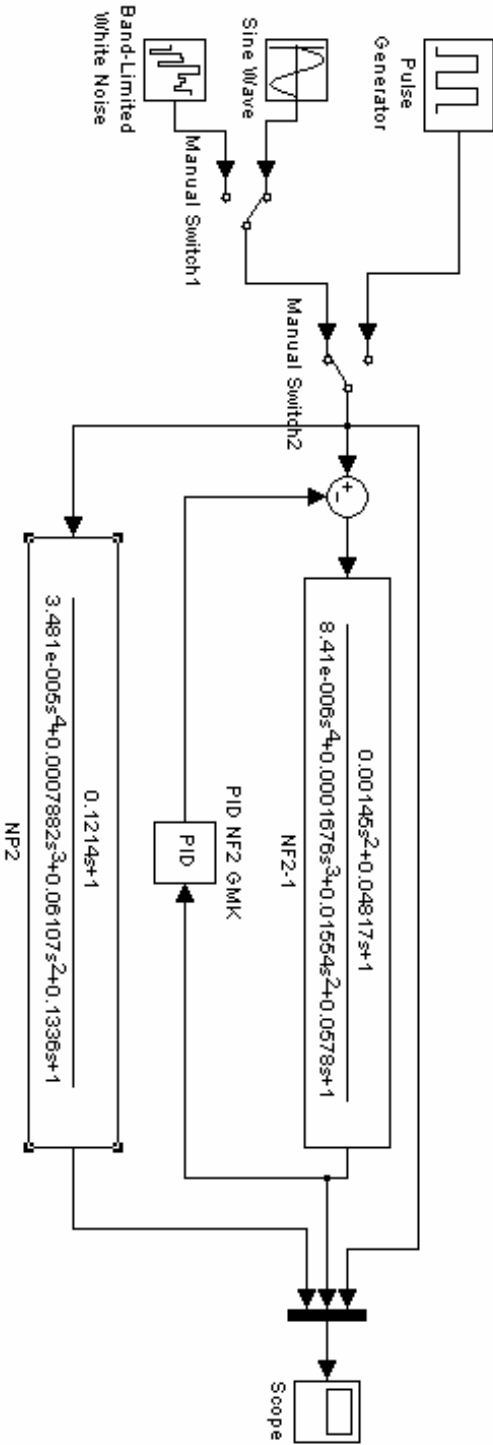 Pulse
Generator
Sine Wave
Band-Limited
White Noise
Manual Switch1
Manual Switch2
+
-
0.00145s2+0.04817s+1
8.41e-006s4+0.0001676s3+0.01554s2+0.0578s+1
NF2-1
PID NF2 GMK
PID
0.1214s+1
3.481e-005s4+0.0007882s3+0.06107s2+0.1336s+1
NP2
Scope